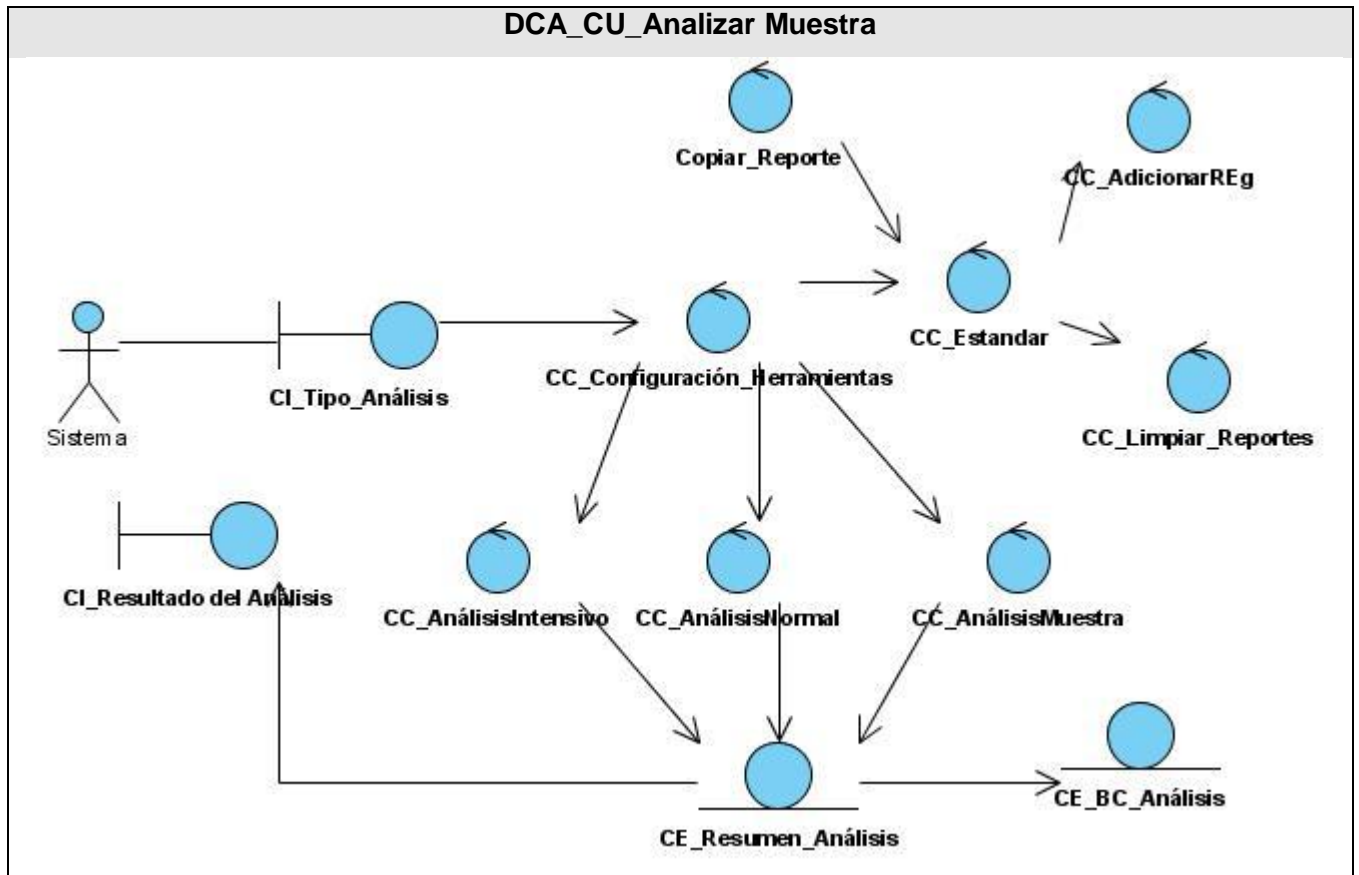 DCA_CU_Analizar Muestra
Copiar_Reporte
CC_AdicionarREg
CC_Estandar
CC_Configuración_Herramientas
CI_Tipo_Análisis
Sistema
CC_Limpiar_Reportes
CI_Resultado del Análisis
CC_AnálisisIntensivo
CC_AnálisisNormal
CC_AnálisisMuestra
CE_BC_Análisis
CE_Resumen_Análisis